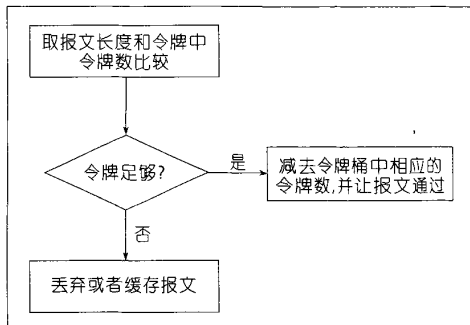 取报文长度和令牌中
令牌数比较
令牌足够?
是
减去令牌桶中相应的
令牌数,并让报文通过
否
丢弃或者缓存报文